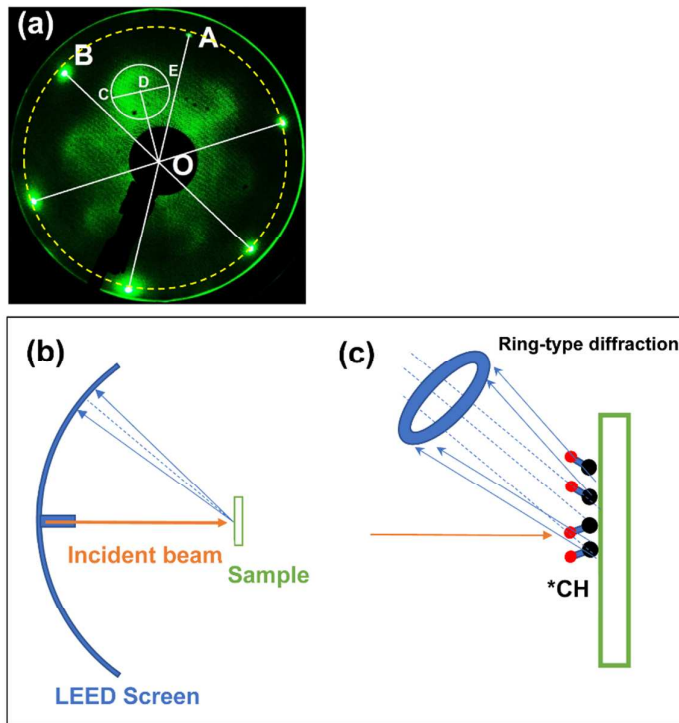 (a)
A
B
E
D
C
O
(b)
(c)
Ring-type diffraction
Incident beam
Sample
*CH
LEED Screen